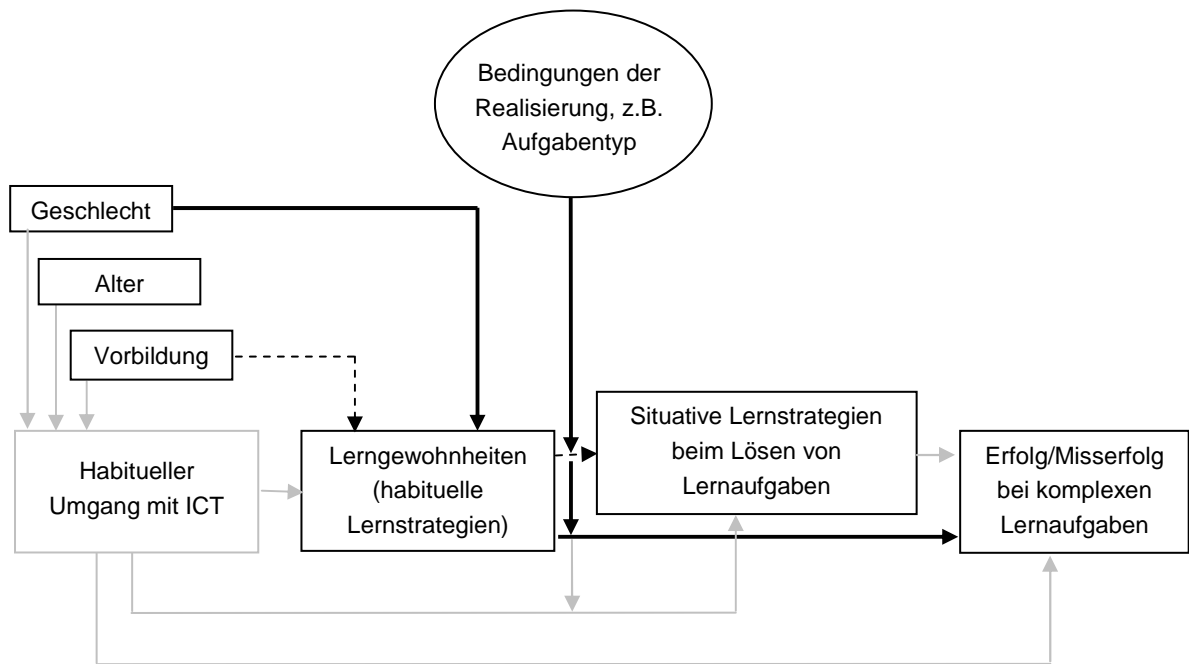 Bedingungen der
Realisierung, z.B.
Aufgabentyp
Geschlecht
Alter
Vorbildung
Habitueller
Umgang mit ICT
Lerngewohnheiten
(habituelle
Lernstrategien)
Situative Lernstrategien
beim Lösen von
Lernaufgaben
Erfolg/Misserfolg
bei komplexen
Lernaufgaben